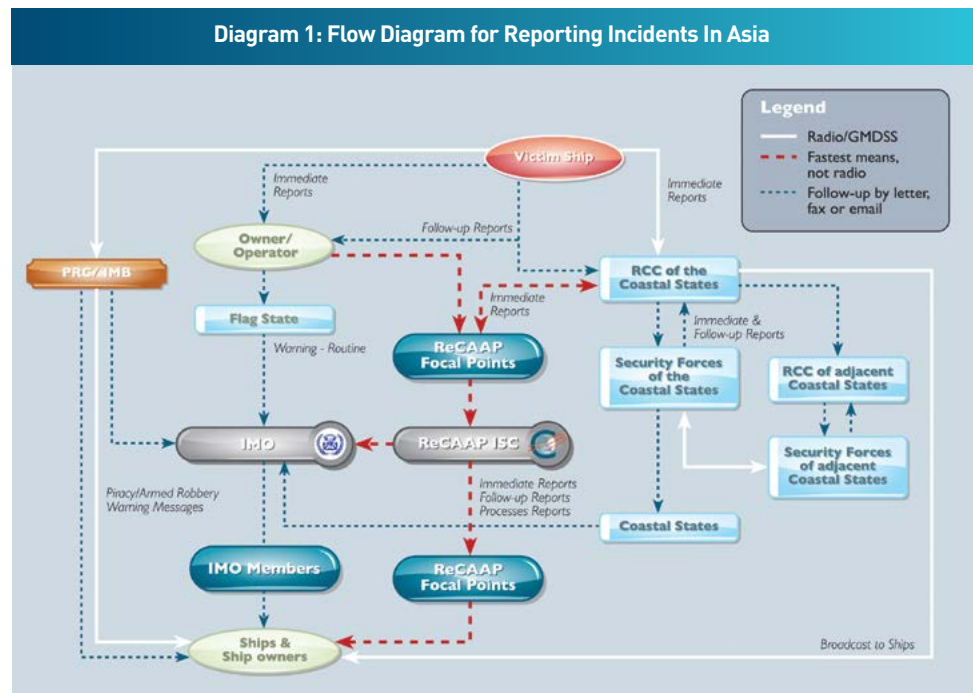 Diagram 1: Flow Diagram for Reporting Incidents In Asia
Legend
Radio/GMDSS
Fastest means,
not radio
Follow-up by letter,
fax or email
Victim Ship
Immediate
Reports
Immediate
Reports
Follow-up Reports
Owner/
Operator
PRG/IMB
RCC of the
Coastal States
Flag State
Immediate
Reports
Immediate &
Follow-up Reports
Warning - Routine
ReCAAP
Focal Points
Security Forces
of the
Coastal States
RCC of adjacent
Coastal States
IMO
ReCAAP ISC
Security Forces
of adjacent
Coastal States
Piracy/Armed Robbery
Warning Messages
Immediate Reports
Follow-up Reports
Processes Reports
Coastal States
IMO Members
ReCAAP
Focal Points
Ships &
Ship owners
Broadcast to Ships